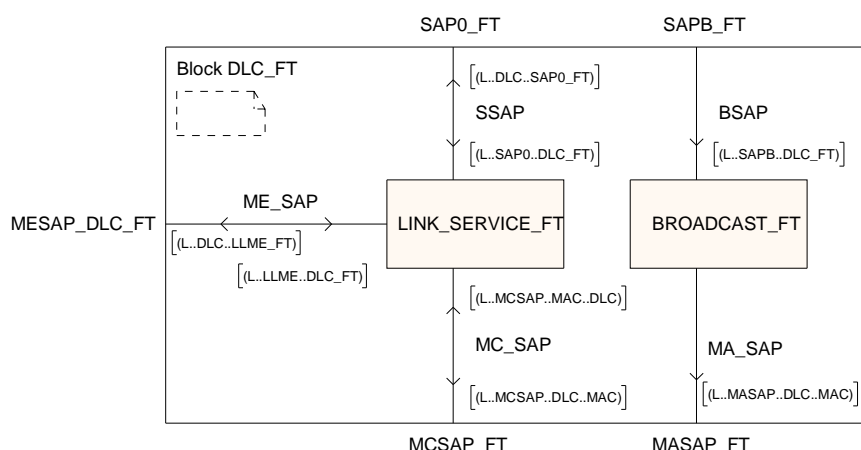 SAP0_FT SAPB_FT
Block DLC_FT
[(L..DLC..SAP0_FT)]
SSAP BSAP
[(L..SAP0..DLC_FT)] [(L..SAPB..DLC_FT)]
ME_SAP
MESAP_DLC_FT LINK_SERVICE_FT BROADCAST_FT
[(L..DLC..LLME_FT)]
[(L..LLME..DLC_FT)]
[(L..MCSAP..MAC..DLC)]
MC_SAP MA_SAP
[(L..MCSAP..DLC..MAC)] [(L..MASAP..DLC..MAC)]
MCSAP_FT MASAP_FT